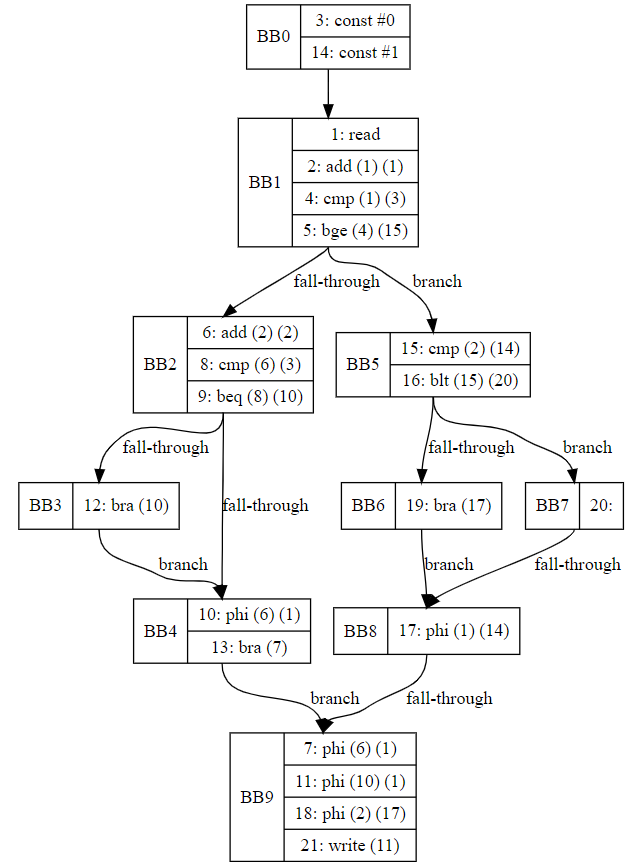 BB0
3: const #0
14: const #1
BB1
1: read
2: add (1) (1)
4: cmp (1) (3)
5: bge (4) (15)
fall-through
branch
BB2
6: add (2) (2)
8: cmp (6) (3)
9: beq (8) (10)
BB5
15: cmp (2) (14)
16: blt (15) (20)
fall-through
fall-through
fall-through
branch
BB3
12: bra (10)
BB6
19: bra (17)
BB7
20:
branch
branch
fall-through
BB4
10: phi (6) (1)
13: bra (7)
BB8
17: phi (1) (14)
branch
fall-through
BB9
7: phi (6) (1)
11: phi (10) (1)
18: phi (2) (17)
21: write (11)